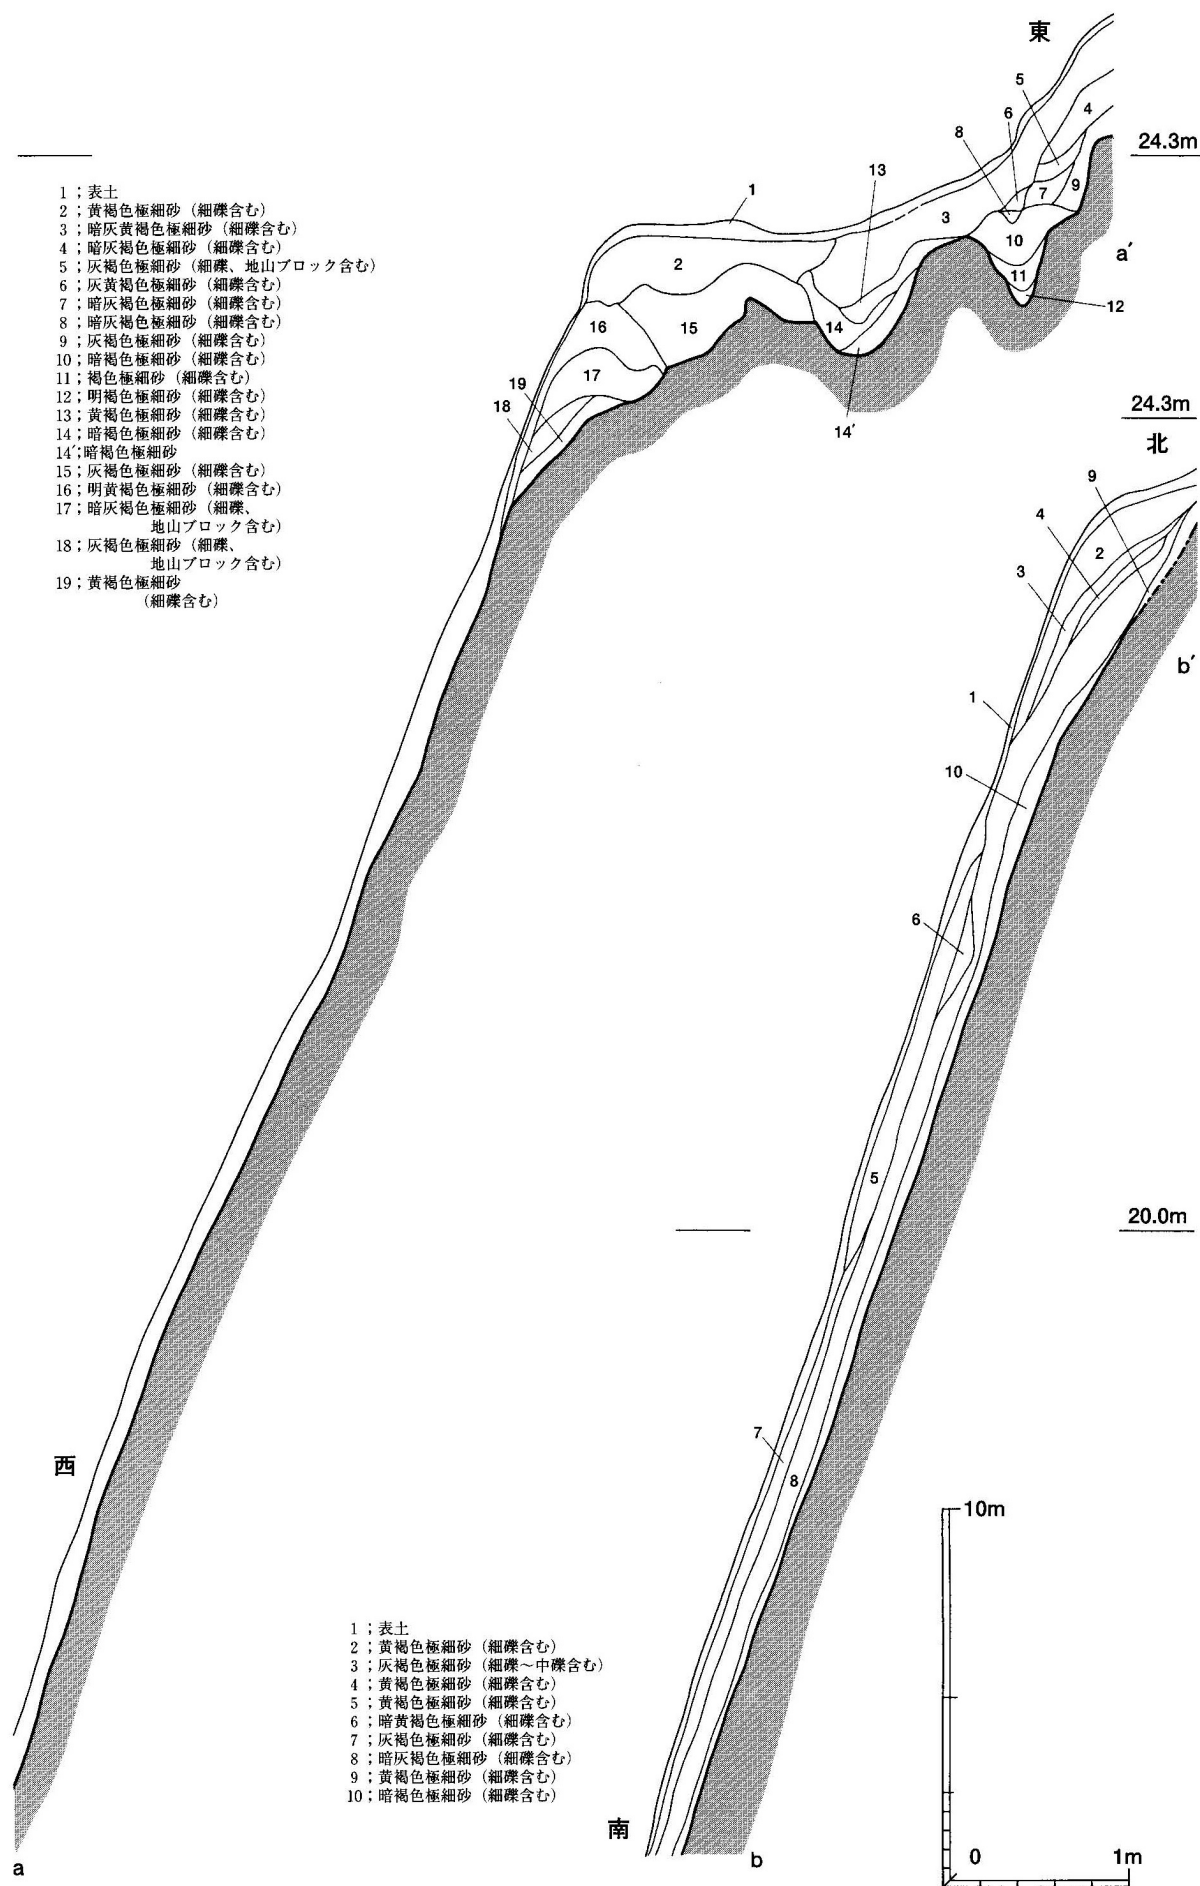 東
24.3m
1；表土
2；黄褐色極細砂（細礫含む）
3；暗灰黄褐色極細砂（細礫含む）
4；暗灰褐色極細砂（細礫含む）
5；灰褐色極細砂（細礫、地山ブロック含む）
6；灰黄褐色極細砂（細礫含む）
7；暗灰褐色極細砂（細礫含む）
8；暗灰褐色極細砂（細礫含む）
9；灰褐色極細砂（細礫含む）
10；暗褐色極細砂（細礫含む）
11；褐色極細砂（細礫含む）
12；明褐色極細砂（細礫含む）
13；黄褐色極細砂（細礫含む）
14；暗褐色極細砂（細礫含む）
14′；暗褐色極細砂
15；灰褐色極細砂（細礫含む）
16；明黄褐色極細砂（細礫含む）
17；暗灰褐色極細砂（細礫、
地山ブロック含む）
18；灰褐色極細砂（細礫、
地山ブロック含む）
19；黄褐色極細砂
（細礫含む）
5
4
6
8
13
7
9
1
3
10
a′
2
11
12
16
15
14
17
19
18
14′
24.3m
北
9
4
2
3
b′
1
10
6
5
20.0m
7
西
8
10m
1；表土
2；黄褐色極細砂（細礫含む）
3；灰褐色極細砂（細礫～中礫含む）
4；黄褐色極細砂（細礫含む）
5；黄褐色極細砂（細礫含む）
6；暗黄褐色極細砂（細礫含む）
7；灰褐色極細砂（細礫含む）
8；暗灰褐色極細砂（細礫含む）
9；黄褐色極細砂（細礫含む）
10；暗褐色極細砂（細礫含む）
南
a
b
0
1m